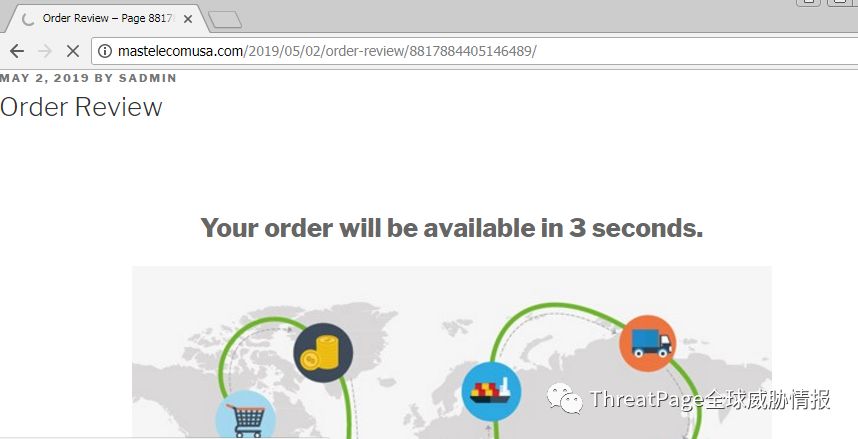 Order Review – Page 8817
mastelecomusa.com/2019/05/02/order-review/8817884405146489/
MAY 2, 2019 BY SADMIN
Order Review
Your order will be available in 3 seconds.
ThreatPage全球威胁情报